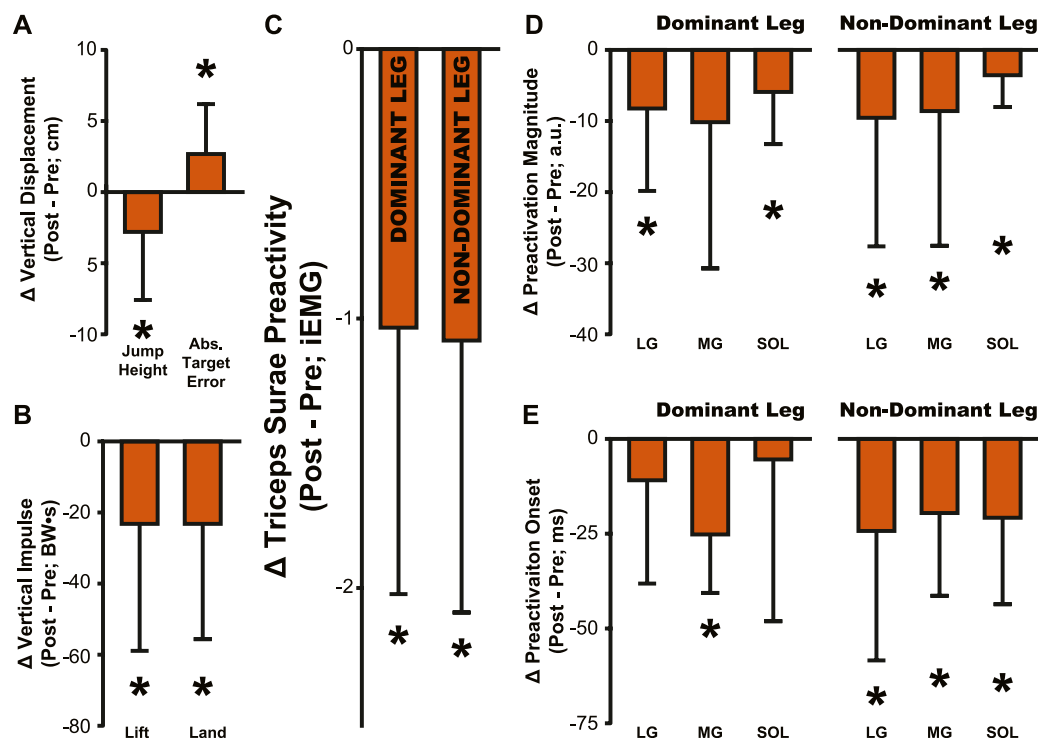 A
Δ Vertical Displacement
(Post - Pre; cm)
10
5
0
5
-10
*
*
Jump
Height
Abs.
Target
Error
B
Δ Vertical Impulse
(Post - Pre; BW•s)
0
-20
-40
-60
-80
*
*
Lift
Land
C
Δ Triceps Surae Preactivity
(Post - Pre; iEMG)
0
-1
-2
DOMINANT LEG
NON-DOMINANT LEG
*
*
D
Dominant Leg
Non-Dominant Leg
Δ Preactivation Magnitude
(Post - Pre; a.u.)
0
-10
-20
-30
-40
*
*
*
*
*
LG
MG
SOL
LG
MG
SOL
E
Dominant Leg
Non-Dominant Leg
Δ Preactivaiton Onset
(Post - Pre; ms)
0
-25
-50
-75
*
*
*
*
LG
MG
SOL
LG
MG
SOL